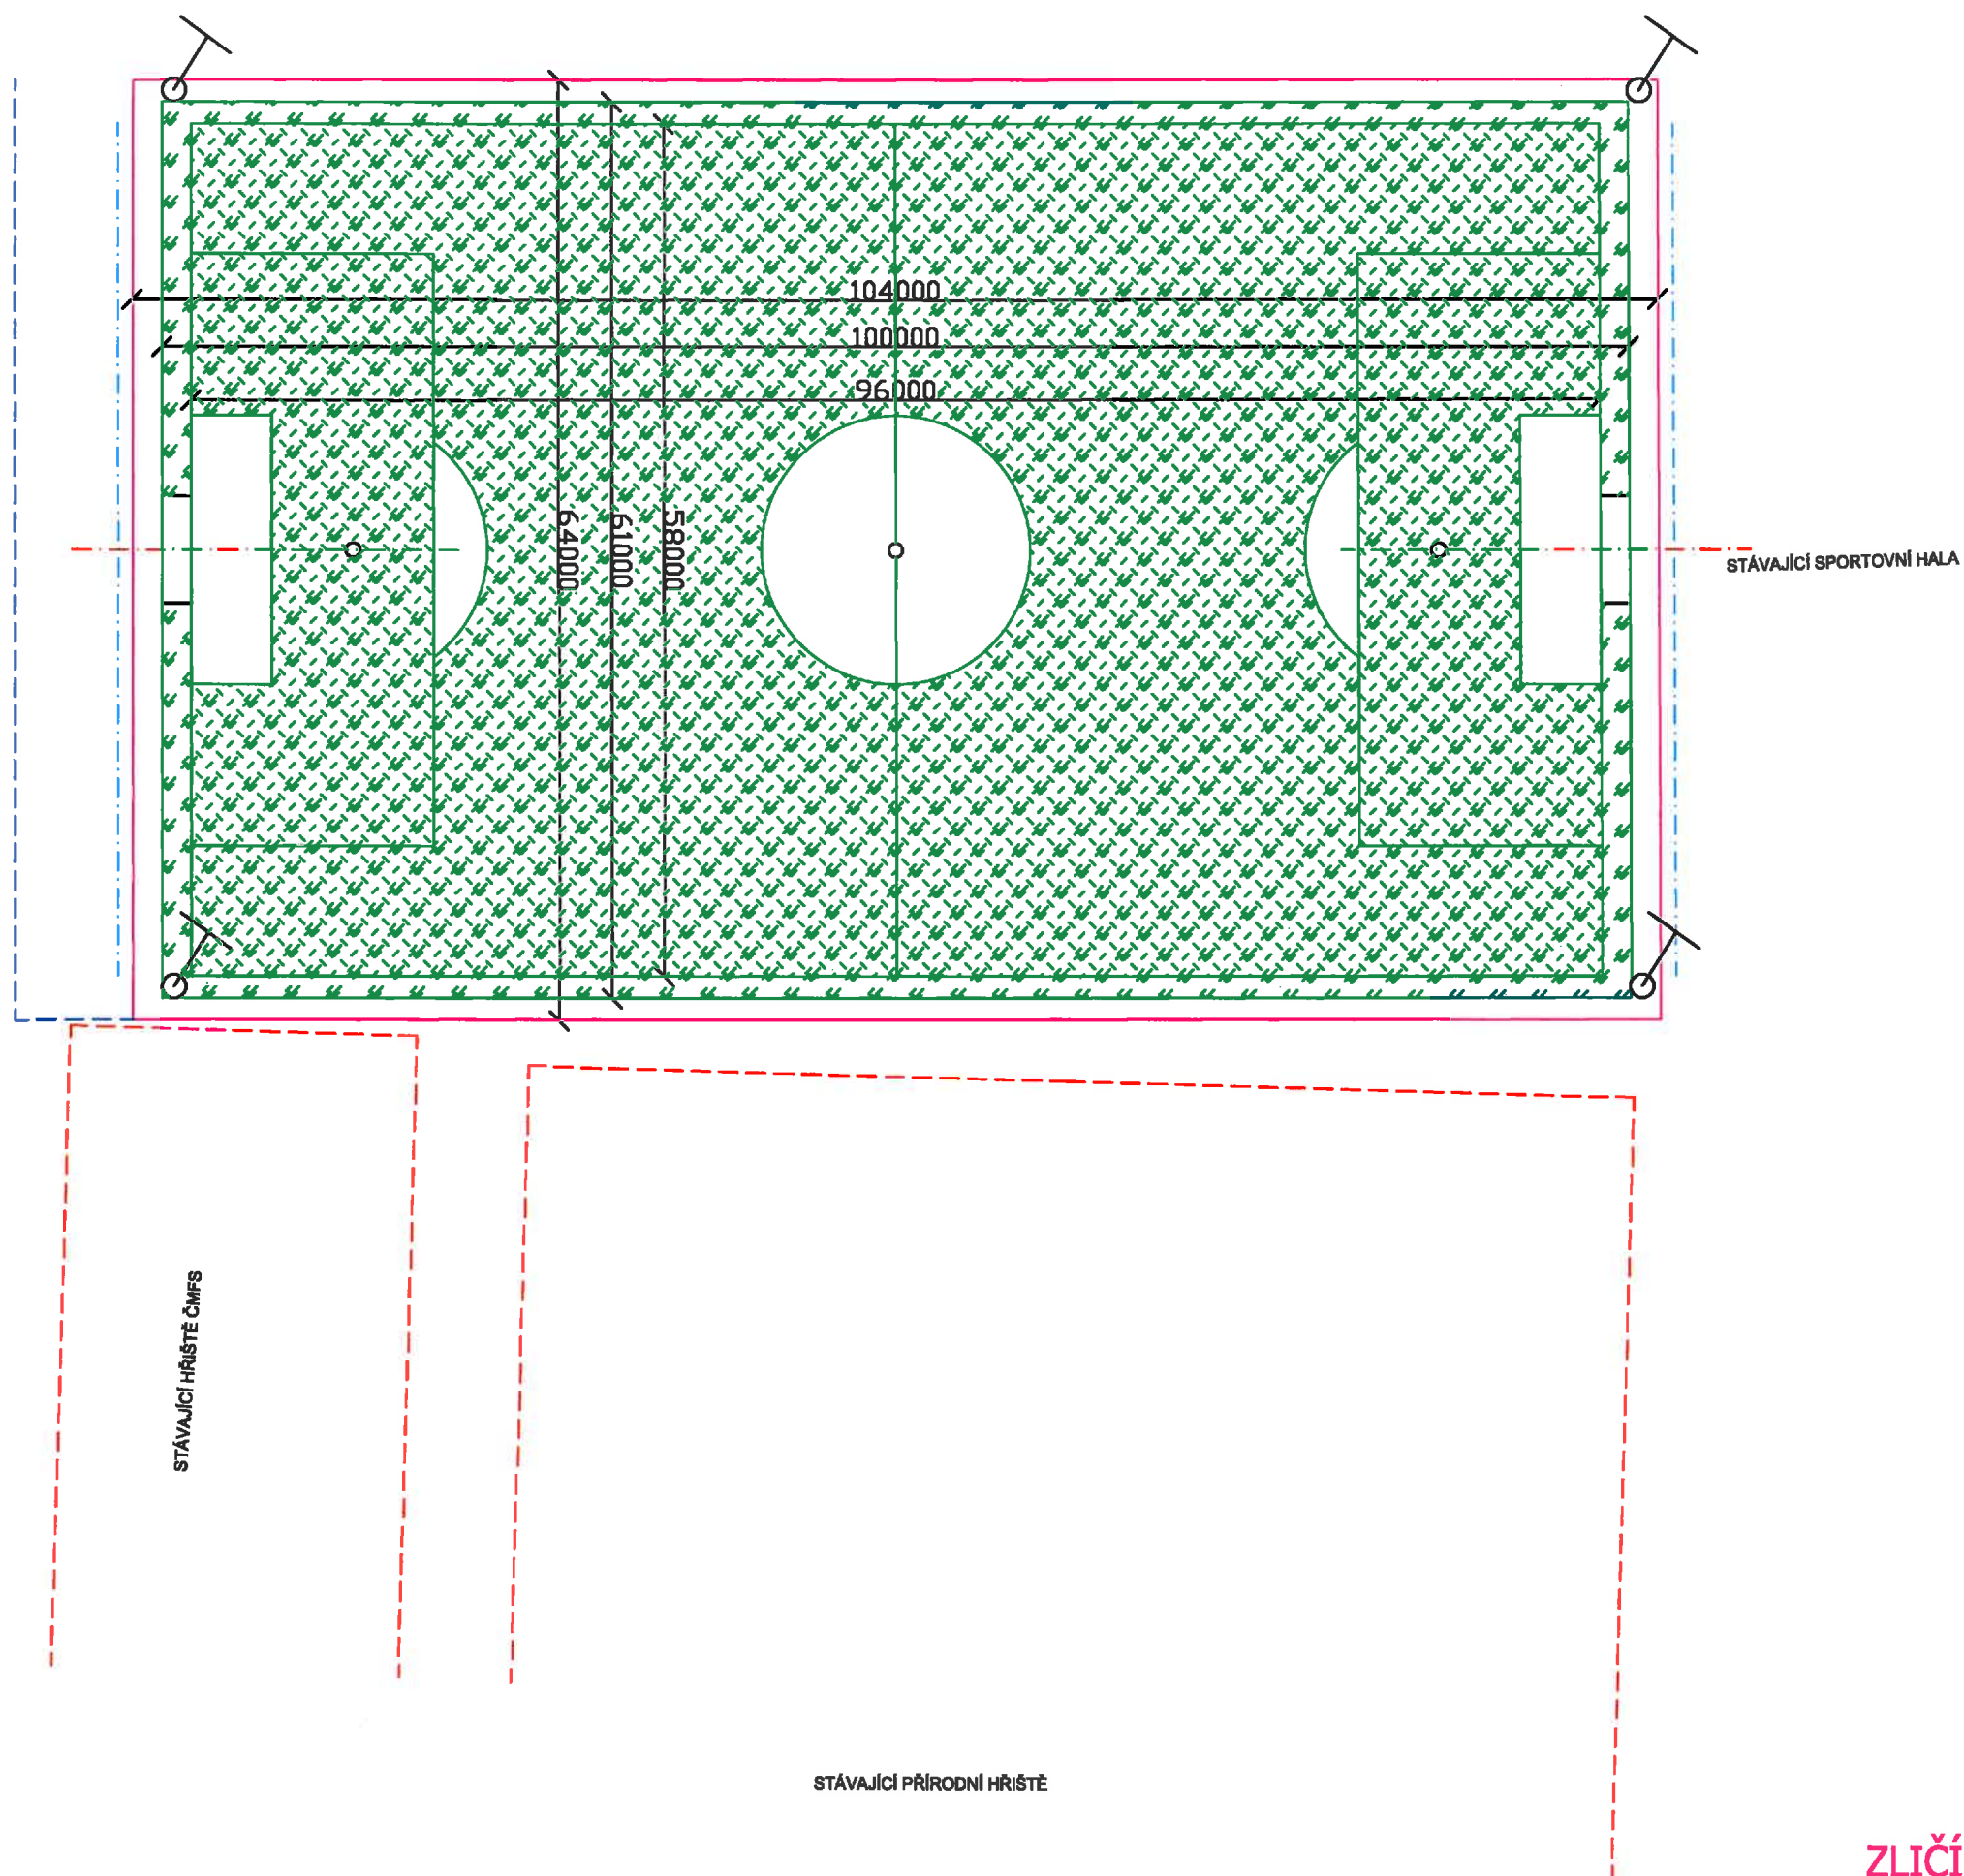 104000
100000
96000
64000
61000
58000
STÁVAJÍCÍ SPORTOVNÍ HALA
STÁVAJÍCÍ HŘIŠTĚ ČMFS
STÁVAJÍCÍ PŘÍRODNÍ HŘIŠTĚ
ZLIČÍ